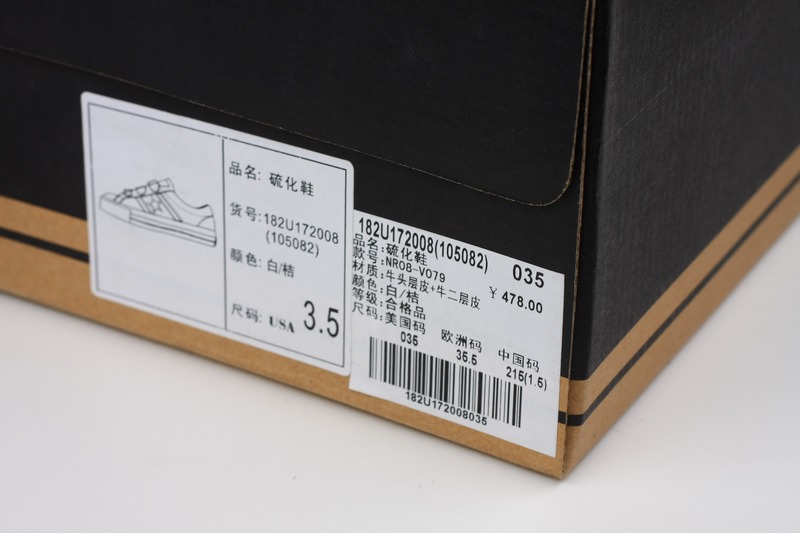 品名: 硫化鞋
货号:182U172008
(105082)
颜色: 白/桔
尺码: USA 3.5
182U172008(105082) 035
品名:硫化鞋
款号:NR08-V079 ￥478.00
材质:牛头层皮+牛二层皮
颜色:白/桔
等级:合格品
尺码:美国码 欧洲码 中国码
035 35.5 215(1.5)
182U172008035